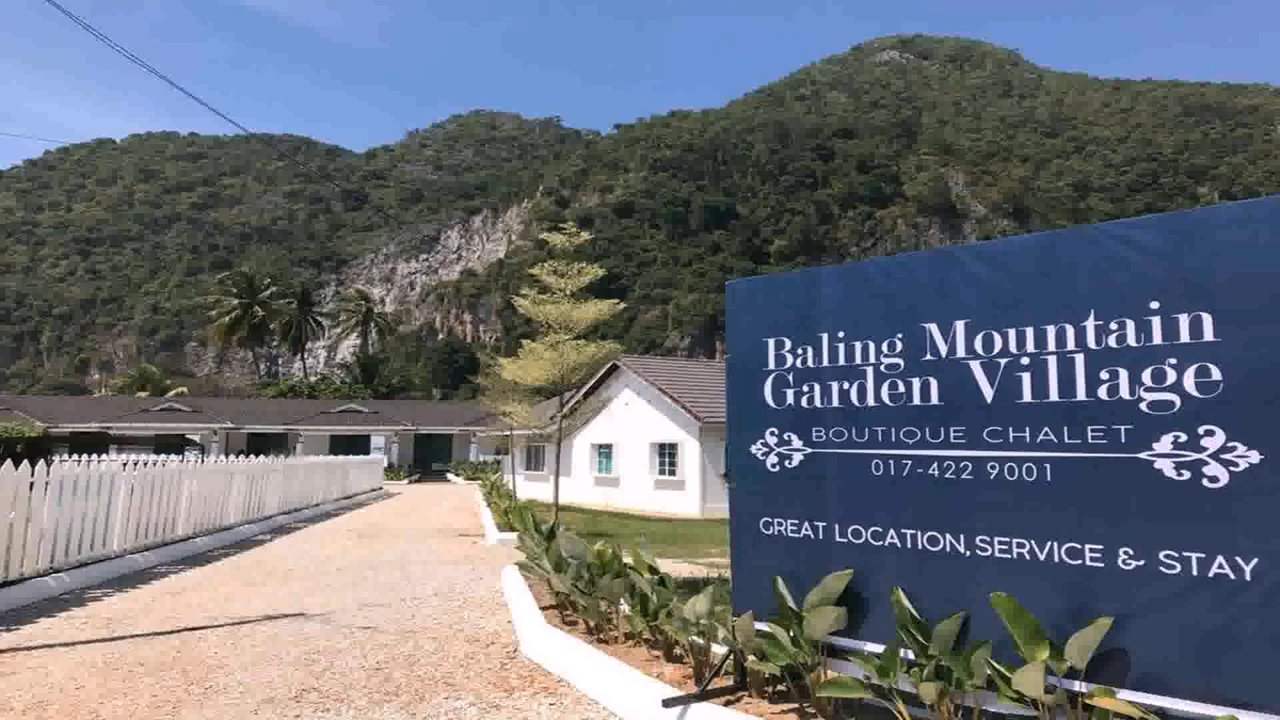 Baling Mountain
Garden Village
BOUTIQUE CHALET
017-422 9001
GREAT LOCATION, SERVICE & STAY